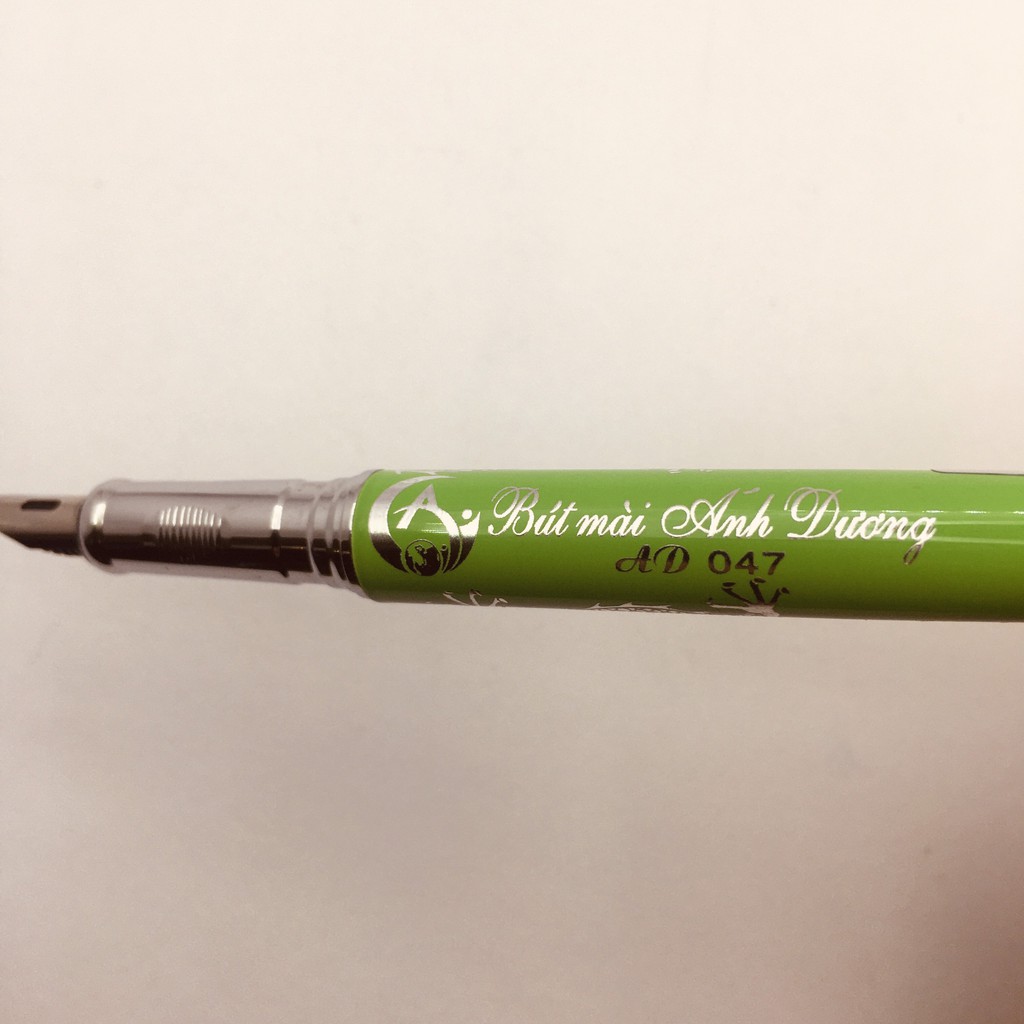 A
Bút mài Ánh Dương
AD 047